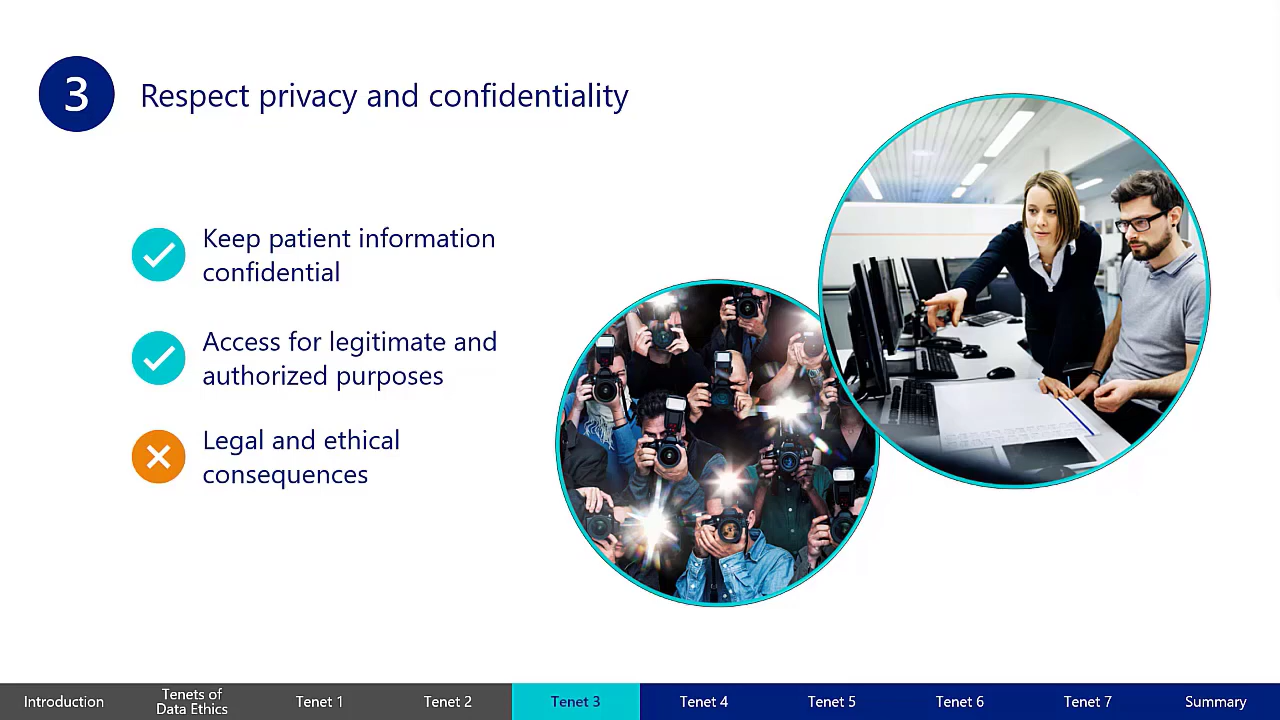 3
Respect privacy and confidentiality
Keep patient information
confidential
Access for legitimate and
authorized purposes
Legal and ethical
consequences
Introduction
Tenets of
Data Ethics
Tenet 1
Tenet 2
Tenet 3
Tenet 4
Tenet 5
Tenet 6
Tenet 7
Summary